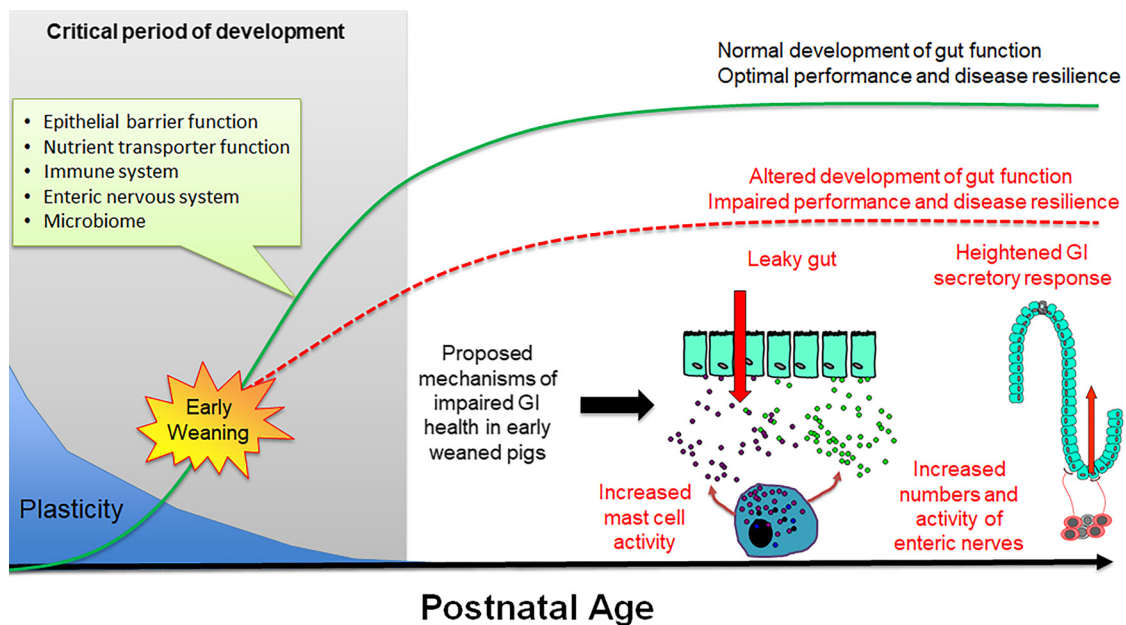 Critical period of development
• Epithelial barrier function
• Nutrient transporter function
• Immune system
• Enteric nervous system
• Microbiome
Normal development of gut function
Optimal performance and disease resilience
Altered development of gut function
Impaired performance and disease resilience
Leaky gut
Heightened GI
secretory response
Proposed
mechanisms of
impaired GI
health in early
weaned pigs
Early
Weaning
Plasticity
Increased
mast cell
activity
Increased
numbers and
activity of
enteric nerves
Postnatal Age